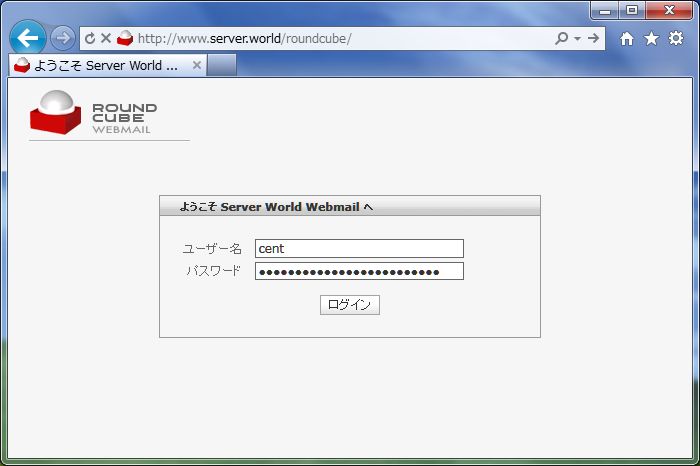 http://www.server.world/roundcube/
ようこそ Server World ...
ROUND
CUBE
WEBMAIL
ようこそ Server World Webmail へ
ユーザー名 cent
パスワード ●●●●●●●●●●●●●●●●●●●●●●●●●
ログイン